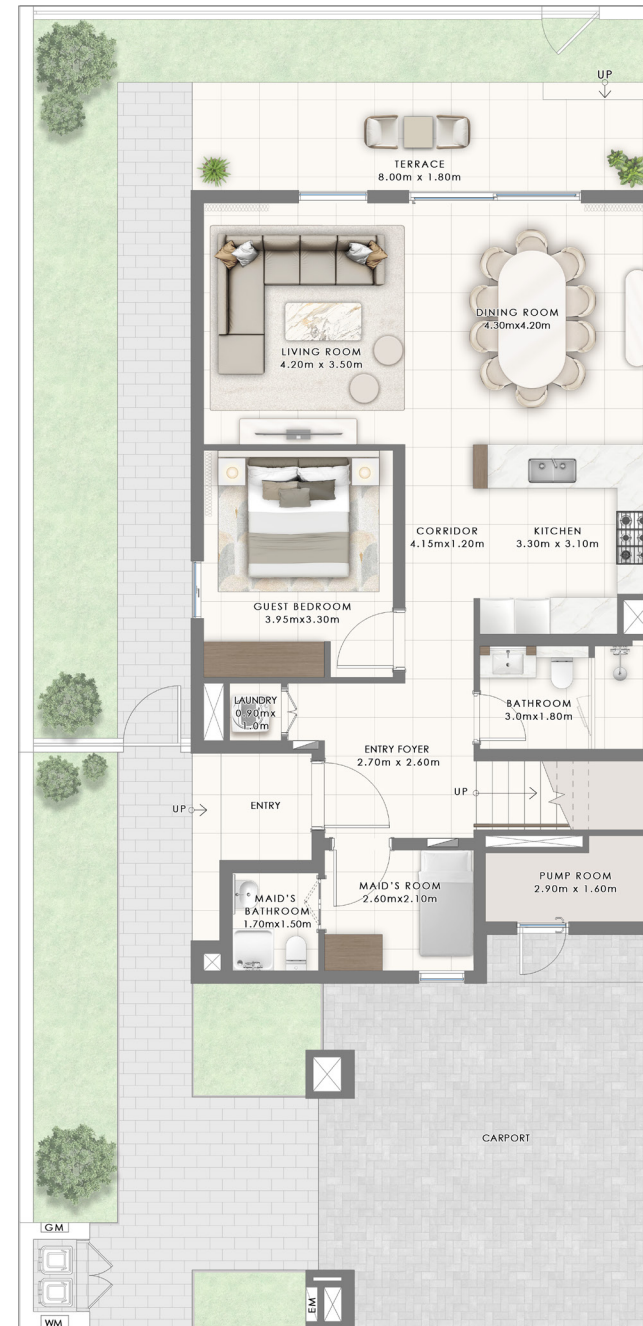 UP
TERRACE
8.00m x 1.80m
DINING ROOM
4.30mx4.20m
LIVING ROOM
4.20m x 3.50m
CORRIDOR
4.15mx1.20m
KITCHEN
3.30m x 3.10m
GUEST BEDROOM
3.95mx3.30m
LAUNDRY
0.90mx
1.0m
BATHROOM
3.0mx1.80m
ENTRY FOYER
2.70m x 2.60m
UP
UP
ENTRY
MAID'S
BATHROOM
1.70mx1.50m
MAID'S ROOM
2.60mx2.10m
PUMP ROOM
2.90m x 1.60m
CARPORT
GM
WM
EM